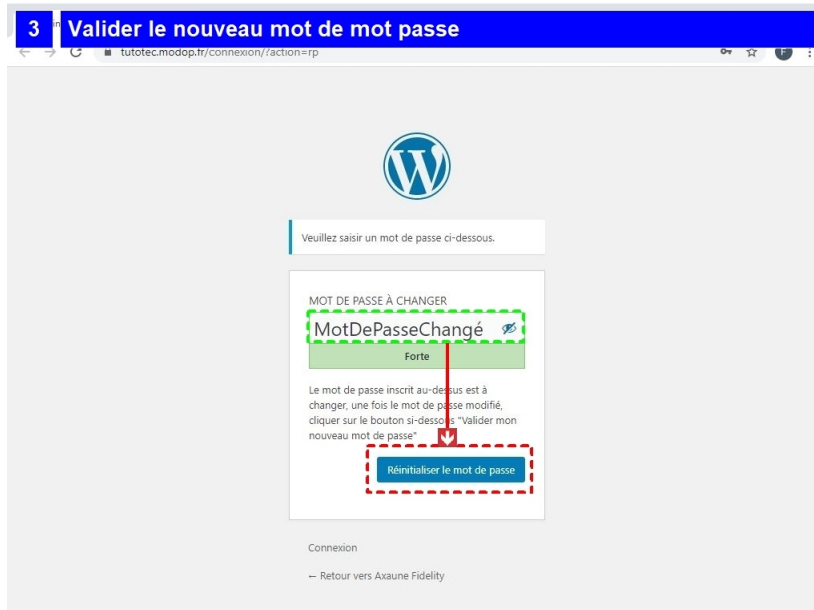 3 Valider le nouveau mot de mot passe
tutotec.modop.fr/connexion/?action=rp
F
Veuillez saisir un mot de passe ci-dessous.
MOT DE PASSE À CHANGER
MotDePasseChangé
Forte
Le mot de passe inscrit au-dessus est à
changer, une fois le mot de passe modifié,
cliquer sur le bouton si-dessous "Valider mon
nouveau mot de passe"
Réinitialiser le mot de passe
Connexion
← Retour vers Axaune Fidelity